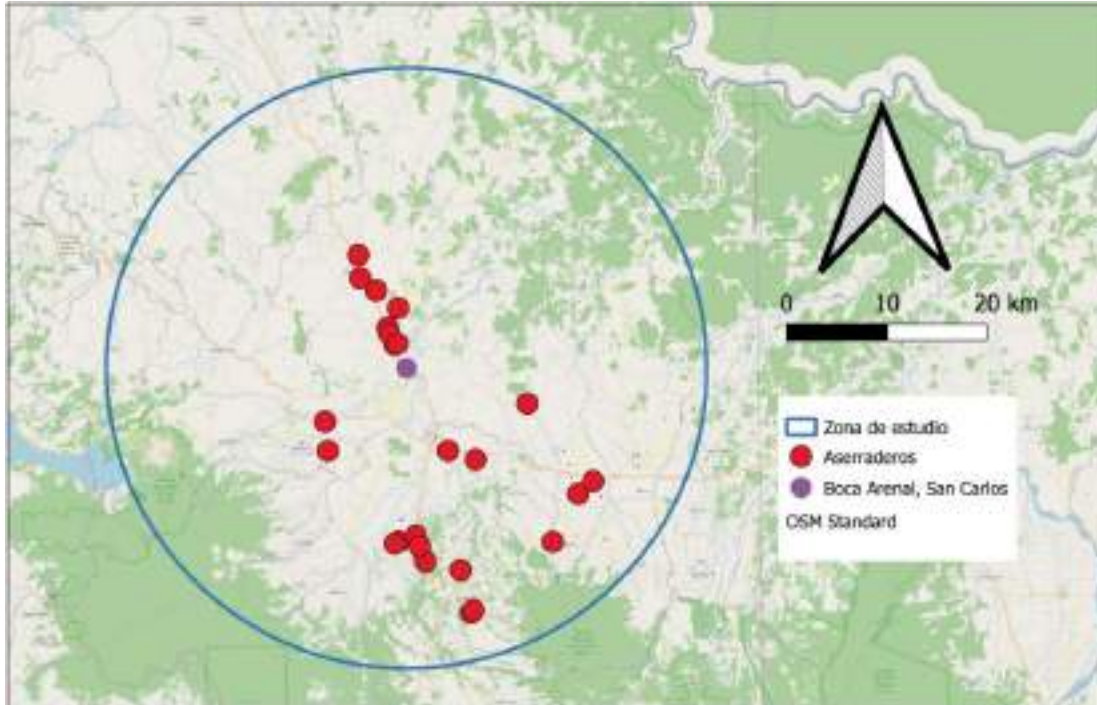 0 10 20 km
Zona de estudio
Aserraderos
Boca Arenal, San Carlos
OSM Standard